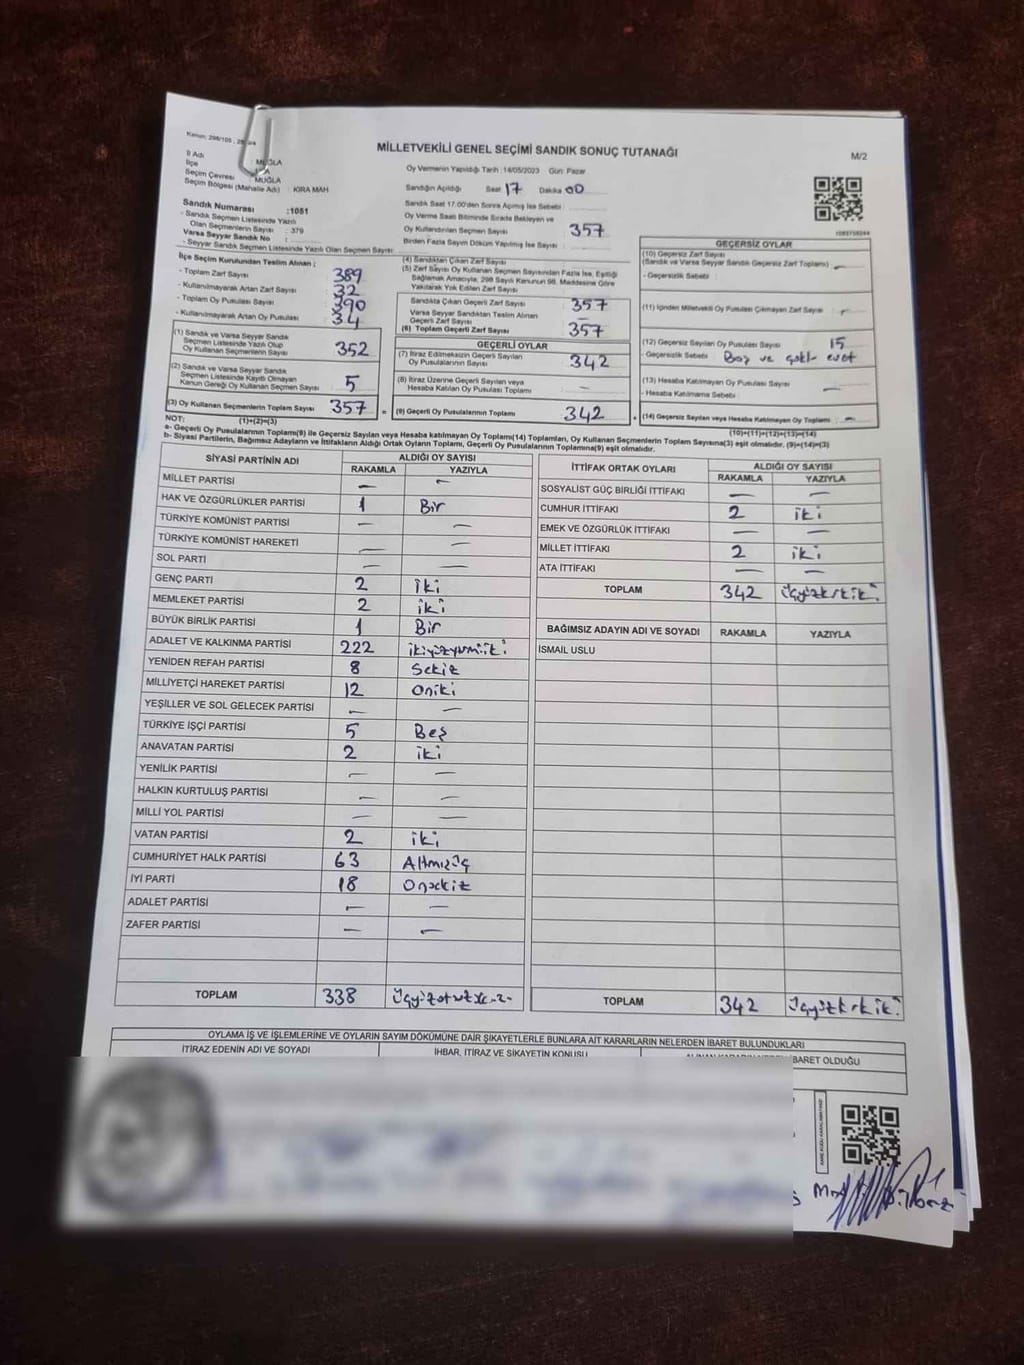 Kanun: 298/105
MİLLETVEKİLİ GENEL SEÇİMİ SANDIK SONUÇ TUTANAĞI
M/2
İl Adı : MUĞLA
İlçe
Seçim Çevresi : MUĞLA
Seçim Bölgesi (Mahalle Adı) : KIRA MAH
Sandık Numarası :1051
- Sandık Seçmen Listesinde Yazılı
Olan Seçmenlerin Sayısı : 379
Varsa Seyyar Sandık No :
- Seyyar Sandık Seçmen Listesinde Yazılı Olan Seçmen Sayısı:
Oy Vermenin Yapıldığı Tarih : 14/05/2023 Gün: Pazar
Sandığın Açıldığı Saat 17 Dakika 00
Sandık Saat 17.00'den Sonra Açılmış İse Sebebi :
Oy Verme Saati Bitiminde Sırada Bekleyen ve
Oy Kullandırılan Seçmen Sayısı : 357
Birden Fazla Sayım Döküm Yapılmış İse Sayısı :
İlçe Seçim Kurulundan Teslim Alınan ;
- Toplam Zarf Sayısı : 389
- Kullanılmayarak Artan Zarf Sayısı : 32
- Toplam Oy Pusulası Sayısı : 390
- Kullanılmayarak Artan Oy Pusulası : 34
(1) Sandık ve Varsa Seyyar Sandık
Seçmen Listesinde Yazılı Olup
Oy Kullanan Seçmenlerin Sayısı : 352
(2) Sandık ve Varsa Seyyar Sandık
Seçmen Listesinde Kayıtlı Olmayan
Kanun Gereği Oy Kullanan Seçmen Sayısı : 5
(3) Oy Kullanan Seçmenlerin Toplam Sayısı : 357
(1)+(2)=(3)
(4) Sandıktan Çıkan Zarf Sayısı :
(5) Zarf Sayısı Oy Kullanan Seçmen Sayısından Fazla İse, Eşitliği
Sağlamak Amacıyla, 298 Sayılı Kanunun 98. Maddesine Göre
Yakılarak Yok Edilen Zarf Sayısı :
Sandıkta Çıkan Geçerli Zarf Sayısı : 357
Varsa Seyyar Sandıktan Teslim Alınan
Geçerli Zarf Sayısı : —
(6) Toplam Geçerli Zarf Sayısı : 357
GEÇERLİ OYLAR
(7) İtiraz Edilmeksizin Geçerli Sayılan
Oy Pusulalarının Sayısı : 342
(8) İtiraz Üzerine Geçerli Sayılan veya
Hesaba Katılan Oy Pusulası Toplamı : —
(9) Geçerli Oy Pusulalarının Toplamı : 342
GEÇERSİZ OYLAR
(10) Geçersiz Zarf Sayısı
(Sandık ve Varsa Seyyar Sandık Geçersiz Zarf Toplamı) : —
- Geçersizlik Sebebi :
(11) İçinden Milletvekili Oy Pusulası Çıkmayan Zarf Sayısı : —
(12) Geçersiz Sayılan Oy Pusulası Sayısı : 15
- Geçersizlik Sebebi : Boş ve
(13) Hesaba Katılmayan Oy Pusulası Sayısı : —
- Hesaba Katılmama Sebebi :
(14) Geçersiz Sayılan veya Hesaba Katılmayan Oy Toplamı : —
(10)+(11)+(12)+(13)=(14)
NOT:
a- Geçerli Oy Pusulalarının Toplamı(9) ile Geçersiz Sayılan veya Hesaba katılmayan Oy Toplamı(14) Toplamları, Oy Kullanan Seçmenlerin Toplam Sayısına(3) eşit olmalıdır. (9)+(14)=(3)
b- Siyasi Partilerin, Bağımsız Adayların ve İttifakların Aldığı Ortak Oyların Toplamı, Geçerli Oy Pusulalarının Toplamına(9) eşit olmalıdır.
SİYASİ PARTİNİN ADI ALDIĞI OY SAYISI
RAKAMLA YAZIYLA
MİLLET PARTİSİ — —
HAK VE ÖZGÜRLÜKLER PARTİSİ 1 Bir
TÜRKİYE KOMÜNİST PARTİSİ — —
TÜRKİYE KOMÜNİST HAREKETİ — —
SOL PARTİ — —
GENÇ PARTİ 2 İki
MEMLEKET PARTİSİ 2 iki
BÜYÜK BİRLİK PARTİSİ 1 Bir
ADALET VE KALKINMA PARTİSİ 222 ikiyüzyirmiiki
YENİDEN REFAH PARTİSİ 8 Sekiz
MİLLİYETÇİ HAREKET PARTİSİ 12 Oniki
YEŞİLLER VE SOL GELECEK PARTİSİ — —
TÜRKİYE İŞÇİ PARTİSİ 5 Beş
ANAVATAN PARTİSİ 2 iki
YENİLİK PARTİSİ — —
HALKIN KURTULUŞ PARTİSİ — —
MİLLİ YOL PARTİSİ — —
VATAN PARTİSİ 2 iki
CUMHURİYET HALK PARTİSİ 63 Altmışüç
İYİ PARTİ 18 Onsekiz
ADALET PARTİSİ — —
ZAFER PARTİSİ — —
TOPLAM 338 üçyüzotuzsekiz
İTTİFAK ORTAK OYLARI ALDIĞI OY SAYISI
RAKAMLA YAZIYLA
SOSYALİST GÜÇ BİRLİĞİ İTTİFAKI — —
CUMHUR İTTİFAKI 2 iki
EMEK VE ÖZGÜRLÜK İTTİFAKI — —
MİLLET İTTİFAKI 2 iki
ATA İTTİFAKI — —
TOPLAM 342 üçyüzkırkiki
BAĞIMSIZ ADAYIN ADI VE SOYADI RAKAMLA YAZIYLA
İSMAİL USLU
TOPLAM 342 üçyüzkırkiki
OYLAMA İŞ VE İŞLEMLERİNE VE OYLARIN SAYIM DÖKÜMÜNE DAİR ŞİKAYETLERLE BUNLARA AİT KARARLARIN NELERDEN İBARET BULUNDUKLARI
İTİRAZ EDENİN ADI VE SOYADI İHBAR, İTİRAZ VE ŞİKAYETİN KONUSU ALINAN KARARIN NEDEN İBARET OLDUĞU